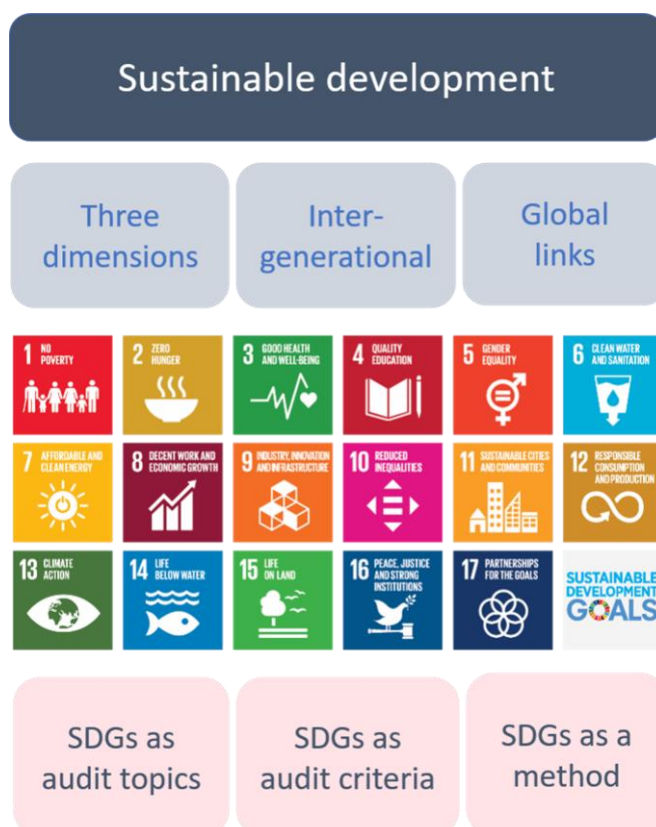 Sustainable development
Three
dimensions
Inter-
generational
Global
links
1 NO
POVERTY
2 ZERO
HUNGER
3 GOOD HEALTH
AND WELL-BEING
4 QUALITY
EDUCATION
5 GENDER
EQUALITY
6 CLEAN WATER
AND SANITATION
7 AFFORDABLE AND
CLEAN ENERGY
8 DECENT WORK AND
ECONOMIC GROWTH
9 INDUSTRY, INNOVATION
AND INFRASTRUCTURE
10 REDUCED
INEQUALITIES
11 SUSTAINABLE CITIES
AND COMMUNITIES
12 RESPONSIBLE
CONSUMPTION
AND PRODUCTION
13 CLIMATE
ACTION
14 LIFE
BELOW WATER
15 LIFE
ON LAND
16 PEACE, JUSTICE
AND STRONG
INSTITUTIONS
17 PARTNERSHIPS
FOR THE GOALS
SUSTAINABLE
DEVELOPMENT
GOALS
SDGs as
audit topics
SDGs as
audit criteria
SDGs as a
method